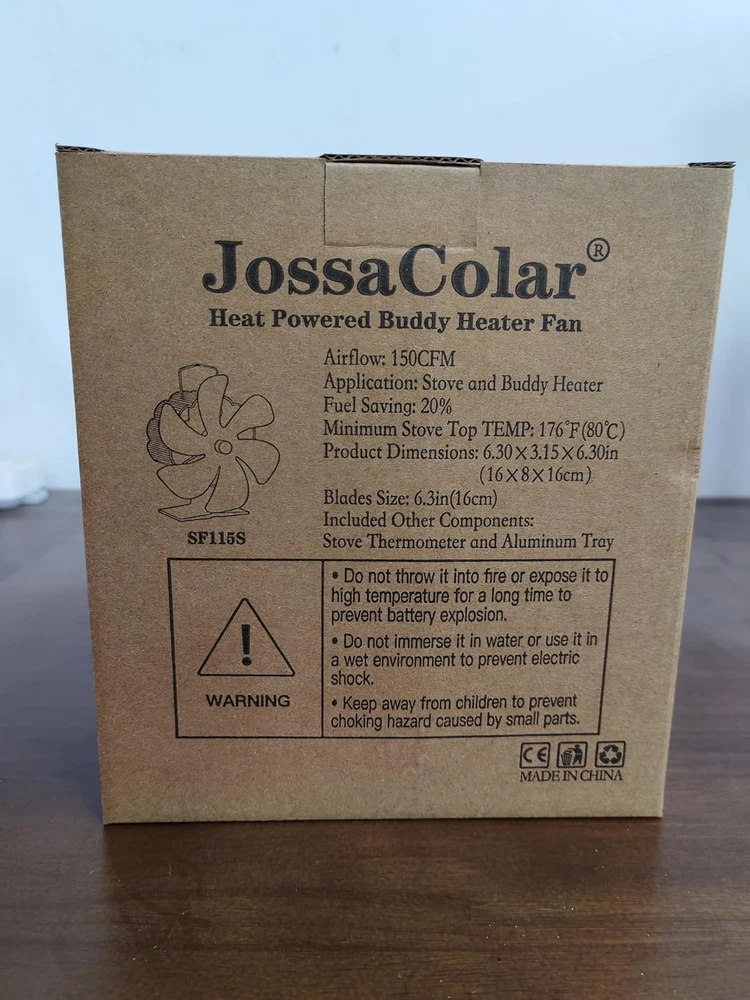 JossaColar®
Heat Powered Buddy Heater Fan
Airflow: 150CFM
Application: Stove and Buddy Heater
Fuel Saving: 20%
Minimum Stove Top TEMP: 176°F(80℃)
Product Dimensions: 6.30×3.15×6.30in
(16×8×16cm)
Blades Size: 6.3in(16cm)
Included Other Components:
Stove Thermometer and Aluminum Tray
SF115S
WARNING
• Do not throw it into fire or expose it to
high temperature for a long time to
prevent battery explosion.
• Do not immerse it in water or use it in
a wet environment to prevent electric
shock.
• Keep away from children to prevent
choking hazard caused by small parts.
CE
MADE IN CHINA